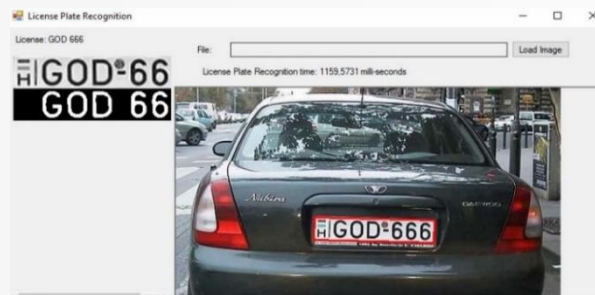 License Plate Recognition
License: GOD 666
File:
Load Image
License Plate Recognition time: 1159.5731 milli-seconds
H GOD-66
GOD 66
Nubira
DAEWOO
H GOD-666